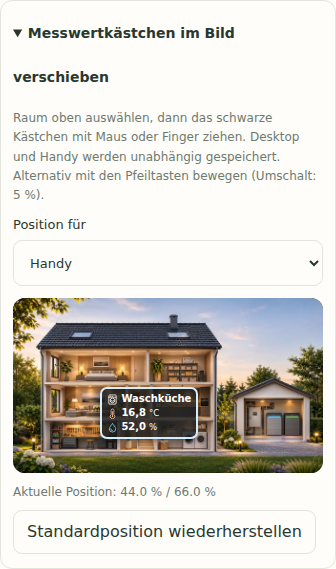 ▼ Messwertkästchen im Bild
verschieben
Raum oben auswählen, dann das schwarze
Kästchen mit Maus oder Finger ziehen. Desktop
und Handy werden unabhängig gespeichert.
Alternativ mit den Pfeiltasten bewegen (Umschalt:
5 %).
Position für
Handy
Waschküche
16,8 °C
52,0 %
Aktuelle Position: 44.0 % / 66.0 %
Standardposition wiederherstellen